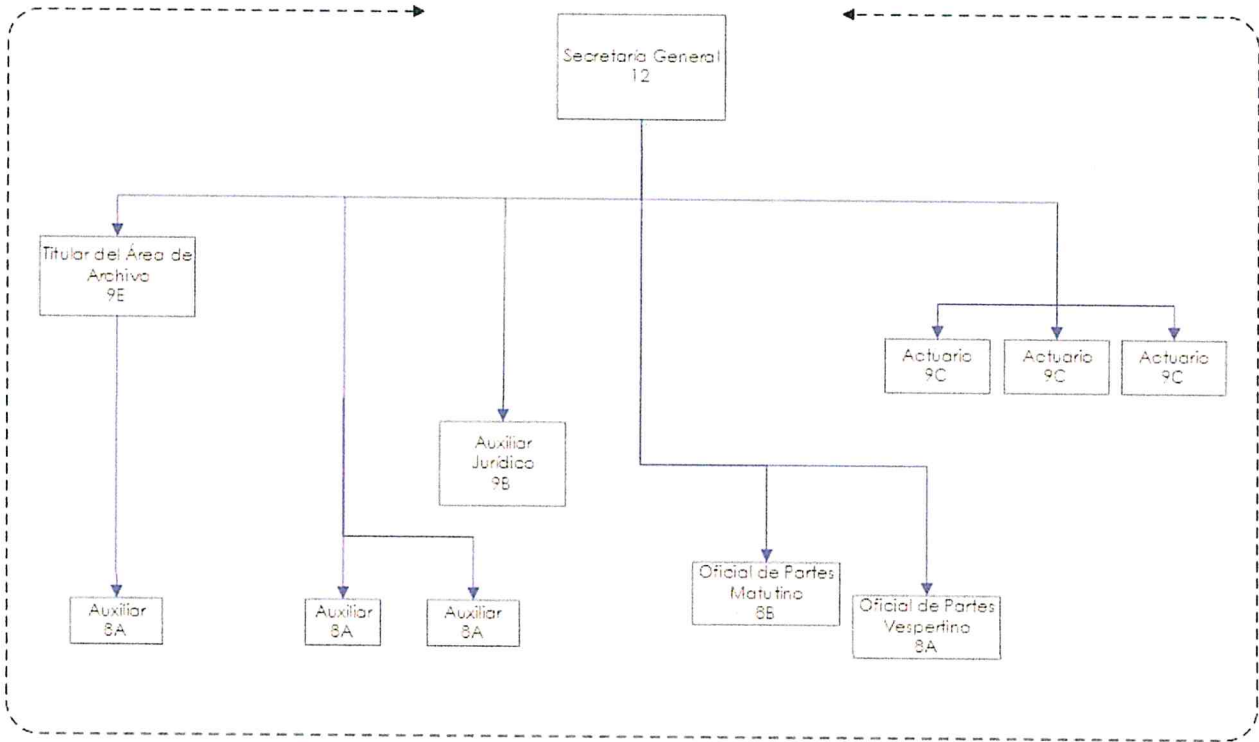 Secretaría General
12
Titular del Área de
Archivo
9E
Actuario
9C
Actuario
9C
Actuario
9C
Auxiliar
Jurídico
9B
Oficial de Partes
Matutino
8B
Oficial de Partes
Vespertino
8A
Auxiliar
8A
Auxiliar
8A
Auxiliar
8A